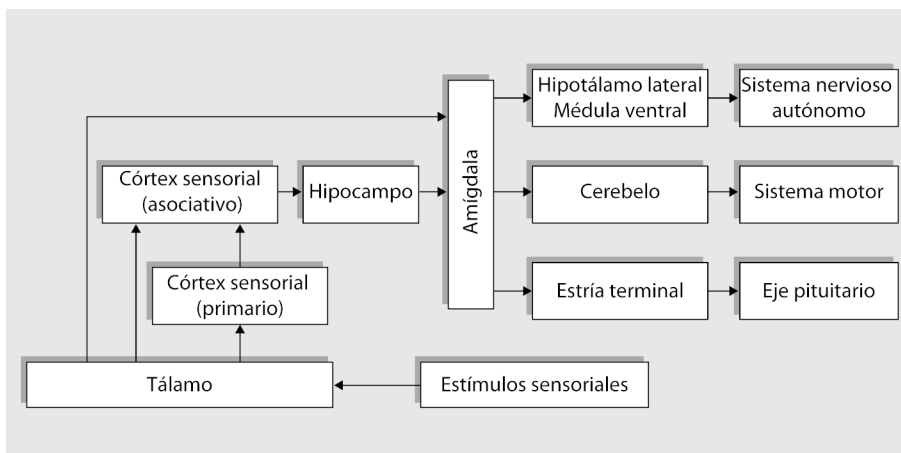 Hipotálamo lateral
Médula ventral
Sistema nervioso
autónomo
Córtex sensorial
(asociativo)
Hipocampo
Amígdala
Cerebelo
Sistema motor
Córtex sensorial
(primario)
Estría terminal
Eje pituitario
Tálamo
Estímulos sensoriales